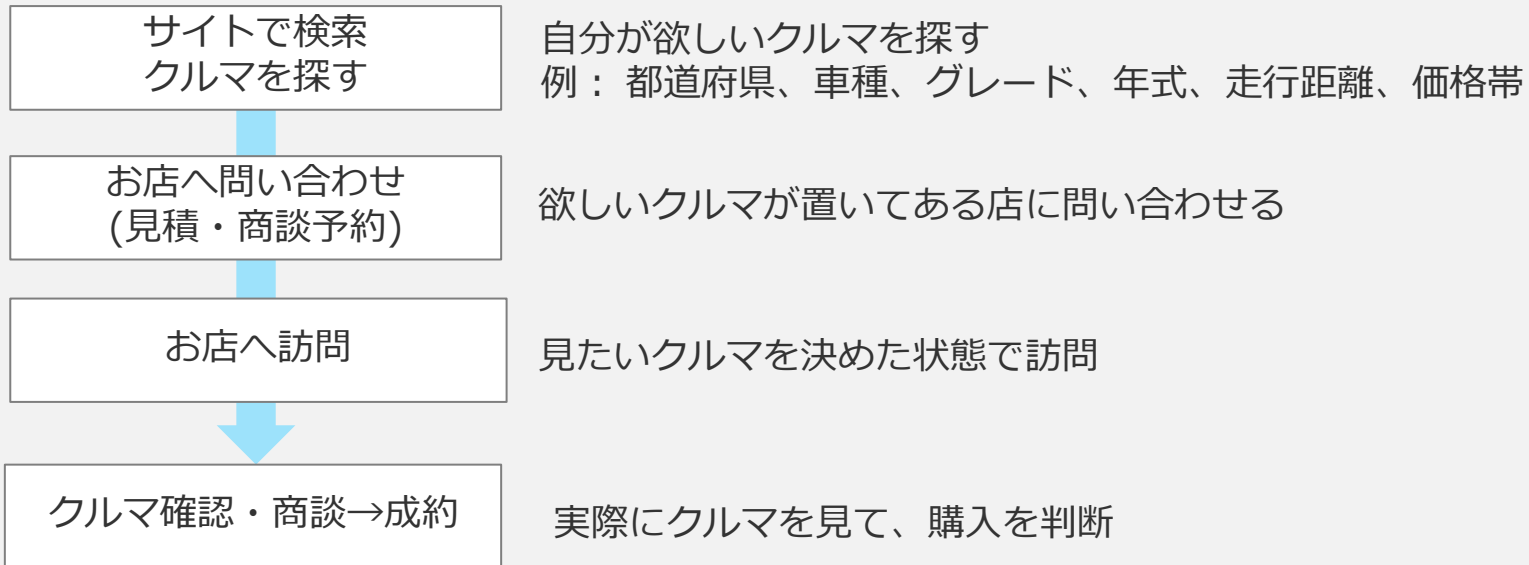 サイトで検索
クルマを探す
自分が欲しいクルマを探す
例： 都道府県、車種、グレード、年式、走行距離、価格帯
お店へ問い合わせ
(見積・商談予約)
欲しいクルマが置いてある店に問い合わせる
お店へ訪問
見たいクルマを決めた状態で訪問
クルマ確認・商談→成約
実際にクルマを見て、購入を判断